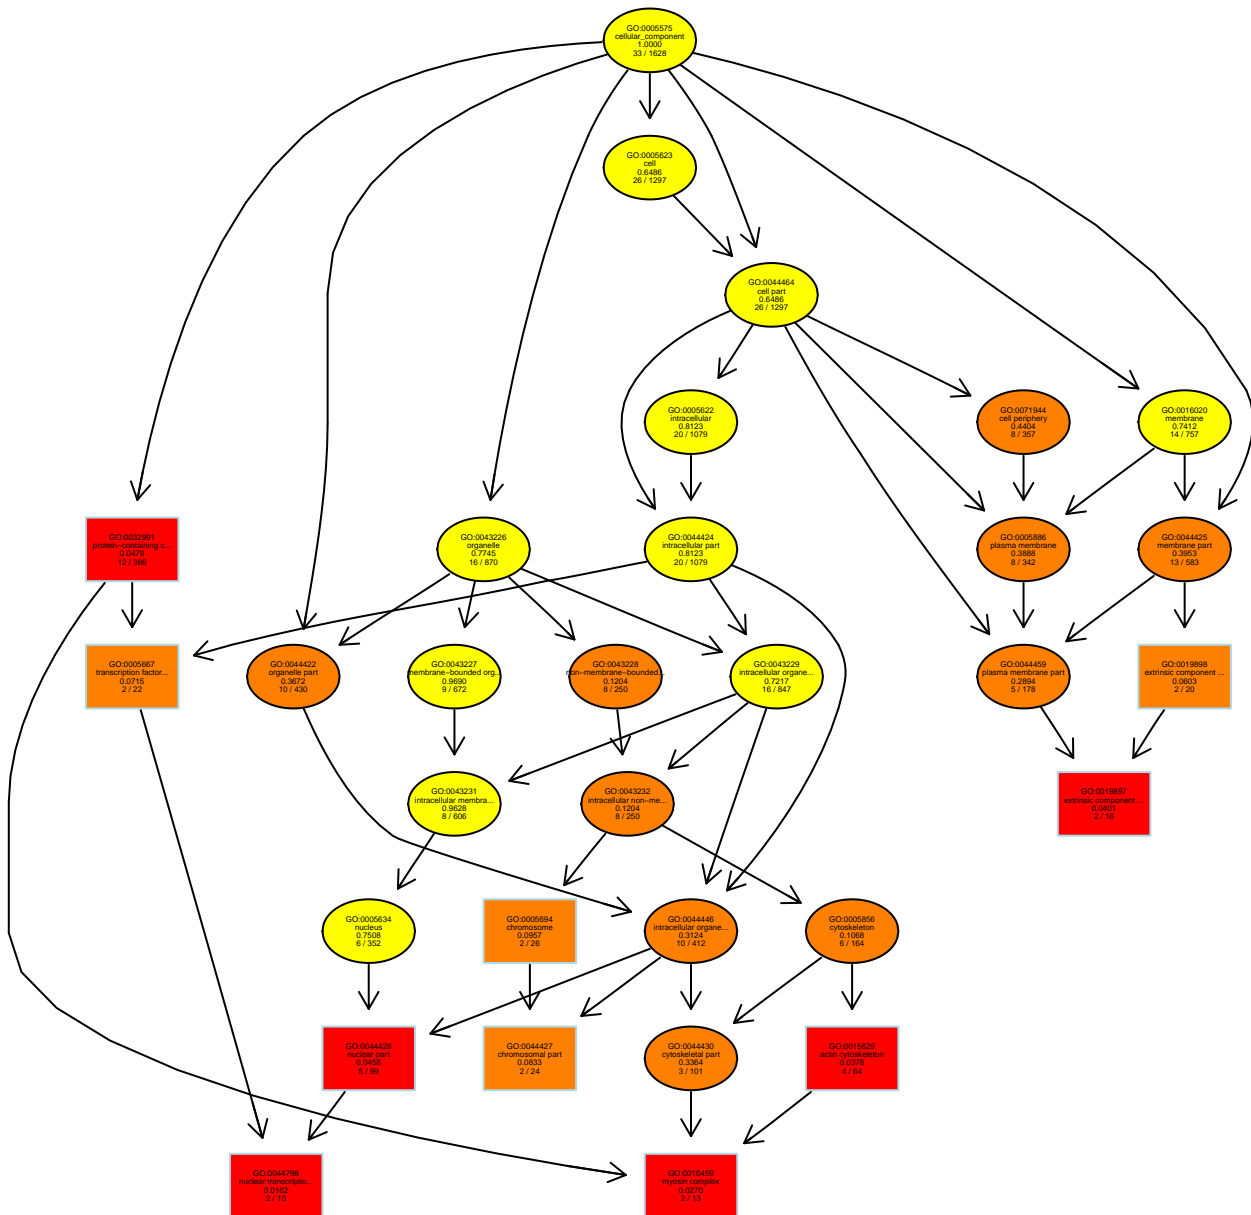 GO:0005575
cellular_component
1.0000
33 / 1628
GO:0005623
cell
0.6486
26 / 1297
GO:0044464
cell part
0.6486
26 / 1297
GO:0005622
intracellular
0.8123
20 / 1079
GO:0071944
cell periphery
0.4404
8 / 357
GO:0016020
membrane
0.7412
14 / 757
GO:0032991
protein−containing c...
0.0479
12 / 366
GO:0043226
organelle
0.7745
16 / 870
GO:0044424
intracellular part
0.8123
20 / 1079
GO:0005886
plasma membrane
0.3888
8 / 342
GO:0044425
membrane part
0.3953
13 / 583
GO:0005667
transcription factor...
0.0715
2 / 22
GO:0044422
organelle part
0.3672
10 / 430
GO:0043227
membrane−bounded org...
0.9690
9 / 672
GO:0043228
non−membrane−bounded...
0.1204
8 / 250
GO:0043229
intracellular organe...
0.7217
16 / 847
GO:0044459
plasma membrane part
0.2894
5 / 178
GO:0019898
extrinsic component ...
0.0603
2 / 20
GO:0043231
intracellular membra...
0.9628
8 / 606
GO:0043232
intracellular non−me...
0.1204
8 / 250
GO:0019897
extrinsic component ...
0.0401
2 / 16
GO:0005634
nucleus
0.7508
6 / 352
GO:0005694
chromosome
0.0957
2 / 26
GO:0044446
intracellular organe...
0.3124
10 / 412
GO:0005856
cytoskeleton
0.1068
6 / 164
GO:0044428
nuclear part
0.0458
5 / 99
GO:0044427
chromosomal part
0.0833
2 / 24
GO:0044430
cytoskeletal part
0.3364
3 / 101
GO:0015629
actin cytoskeleton
0.0378
4 / 64
GO:0044798
nuclear transcriptio...
0.0162
2 / 10
GO:0016459
myosin complex
0.0270
2 / 13